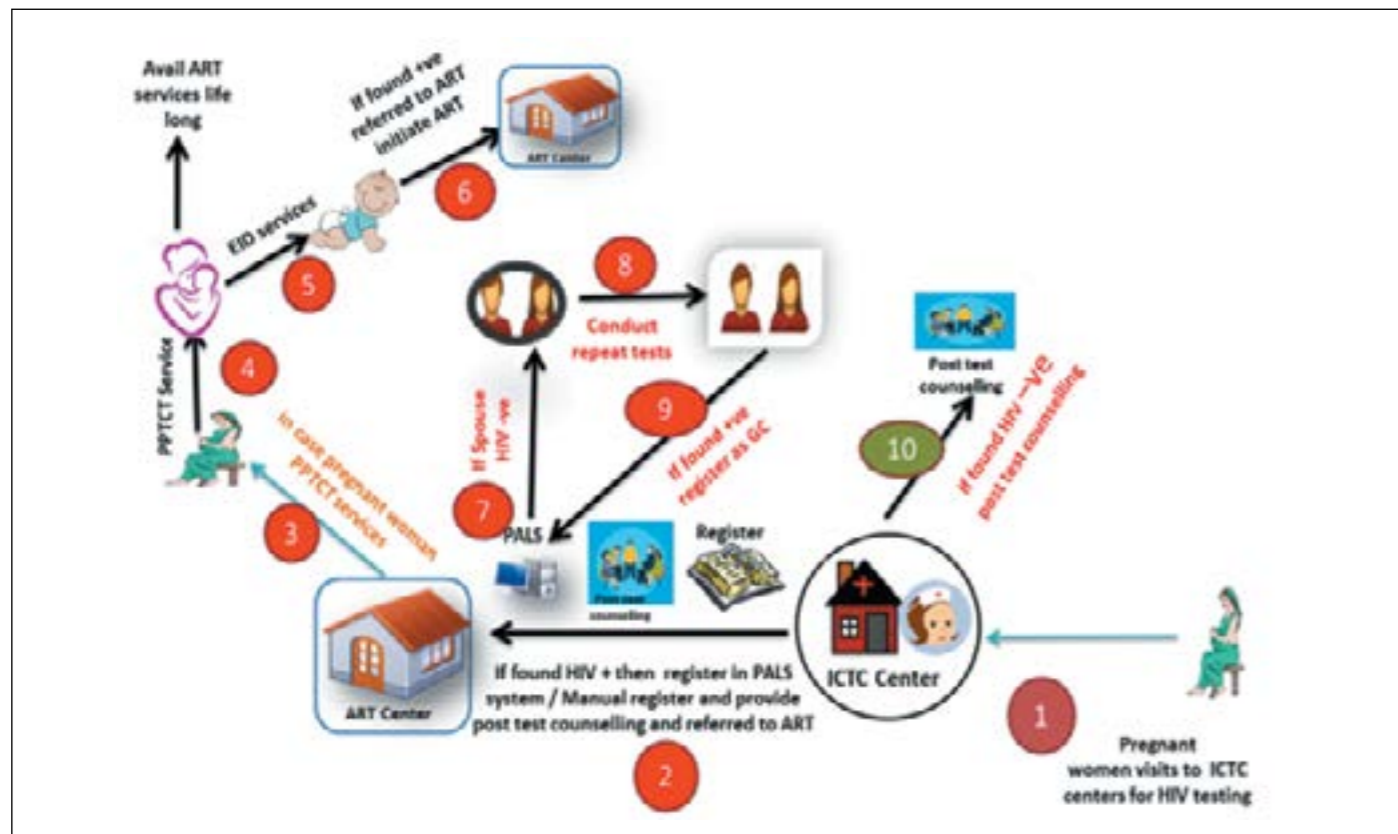 Avail ART
services life
long
If found +ve
referred to ART
initiate ART
ART Center
6
EID services
5
8
Conduct
repeat tests
4
PPTCT Service
If Spouse
HIV -ve
9
If found +ve
register as GC
Post test
counselling
10
If found HIV –ve
post test counselling
In case pregnant woman
PPTCT services
3
7
PALS
Post test
counselling
Register
ART Center
If found HIV + then register in PALS
system / Manual register and provide
post test counselling and referred to ART
2
ICTC Center
1
Pregnant
women visits to ICTC
centers for HIV testing